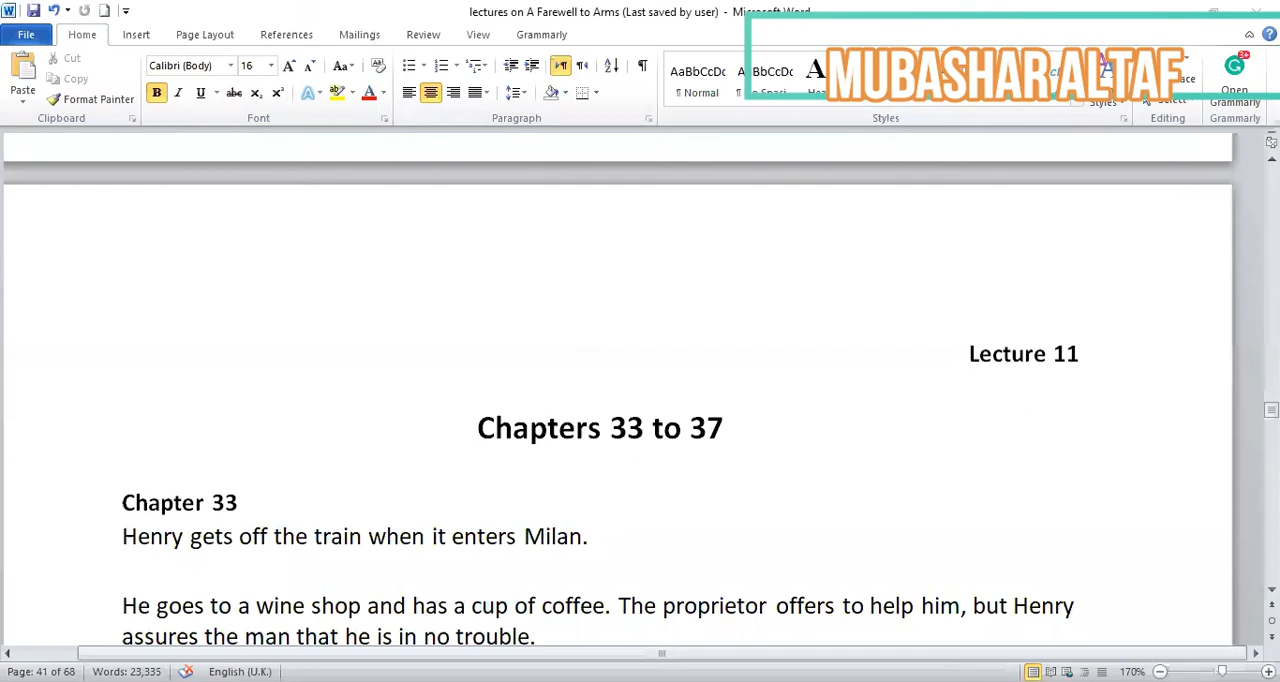 lectures on A Farewell to Arms (Last saved by user) - Microsoft Word
File Home Insert Page Layout References Mailings Review View Grammarly
MUBASHAR ALTAF
Paste
Cut
Copy
Format Painter
Clipboard
Calibri (Body) 16
Font
Paragraph
AaBbCcDc
¶ Normal
Styles
Select
Editing
3+
Open
Grammarly
Grammarly
Lecture 11
Chapters 33 to 37
Chapter 33
Henry gets off the train when it enters Milan.
He goes to a wine shop and has a cup of coffee. The proprietor offers to help him, but Henry
assures the man that he is in no trouble.
Page: 41 of 68 Words: 23,335 English (U.K.) 170%